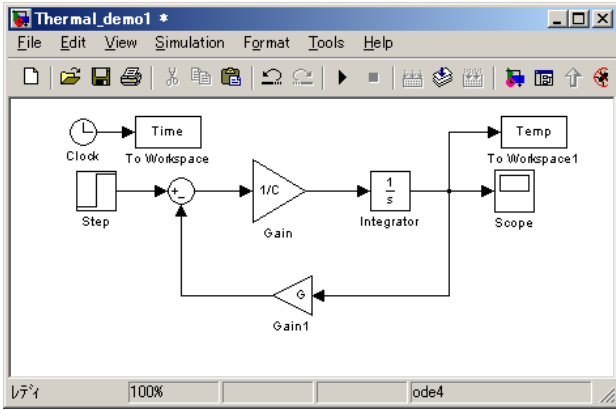 Thermal_demo1 *
File Edit View Simulation Format Tools Help
Time
Clock
To Workspace
Temp
To Workspace1
Step
+
-
1/C
Gain
1
s
Integrator
Scope
G
Gain1
ﾚﾃﾞｨ 100% ode4